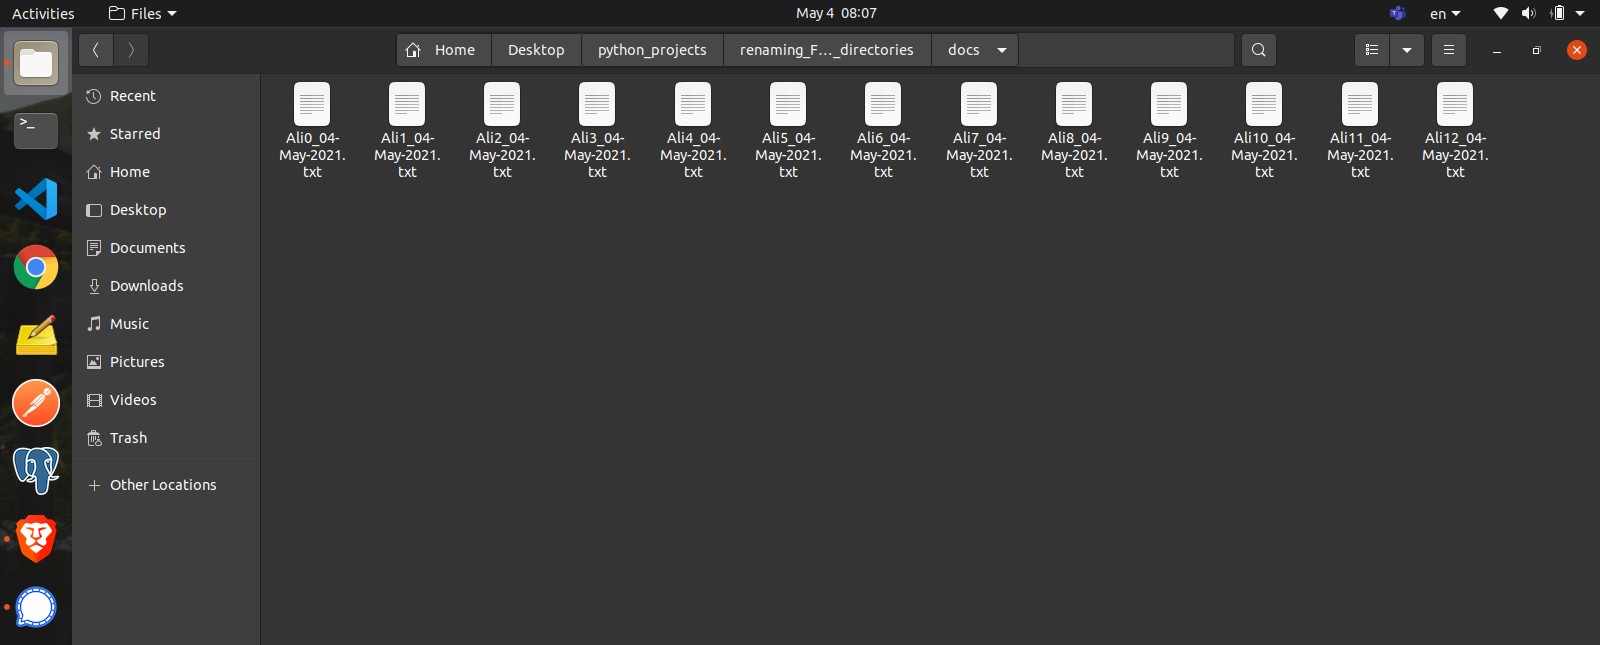 Activities Files May 4 08:07 en
Home Desktop python_projects renaming_F..._directories docs
Recent
Starred
Home
Desktop
Documents
Downloads
Music
Pictures
Videos
Trash
Other Locations
>_
Ali0_04- Ali1_04- Ali2_04- Ali3_04- Ali4_04- Ali5_04- Ali6_04- Ali7_04- Ali8_04- Ali9_04- Ali10_04- Ali11_04- Ali12_04-
May-2021. May-2021. May-2021. May-2021. May-2021. May-2021. May-2021. May-2021. May-2021. May-2021. May-2021. May-2021. May-2021.
txt txt txt txt txt txt txt txt txt txt txt txt txt